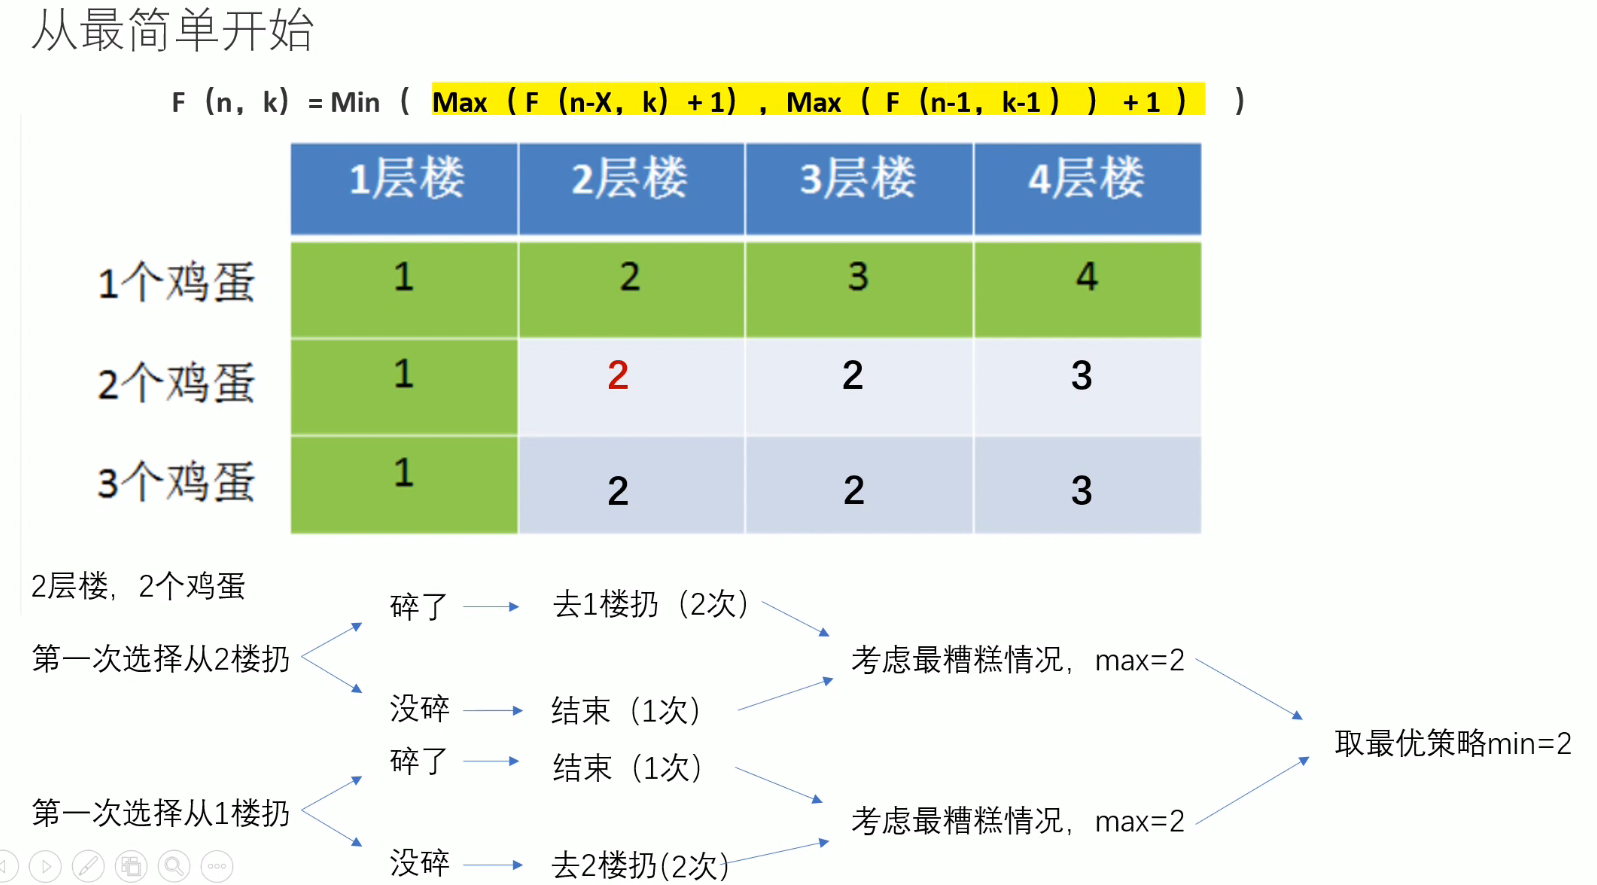 从最简单开始
F（n，k）= Min（ Max（F（n-X，k）+1），Max（ F（n-1，k-1 ） ） +1 ） ）
1层楼 2层楼 3层楼 4层楼
1个鸡蛋 1 2 3 4
2个鸡蛋 1 2 2 3
3个鸡蛋 1 2 2 3
2层楼，2个鸡蛋
碎了 去1楼扔（2次）
第一次选择从2楼扔 考虑最糟糕情况，max=2
没碎 结束（1次）
取最优策略min=2
碎了 结束（1次）
第一次选择从1楼扔 考虑最糟糕情况，max=2
没碎 去2楼扔(2次)